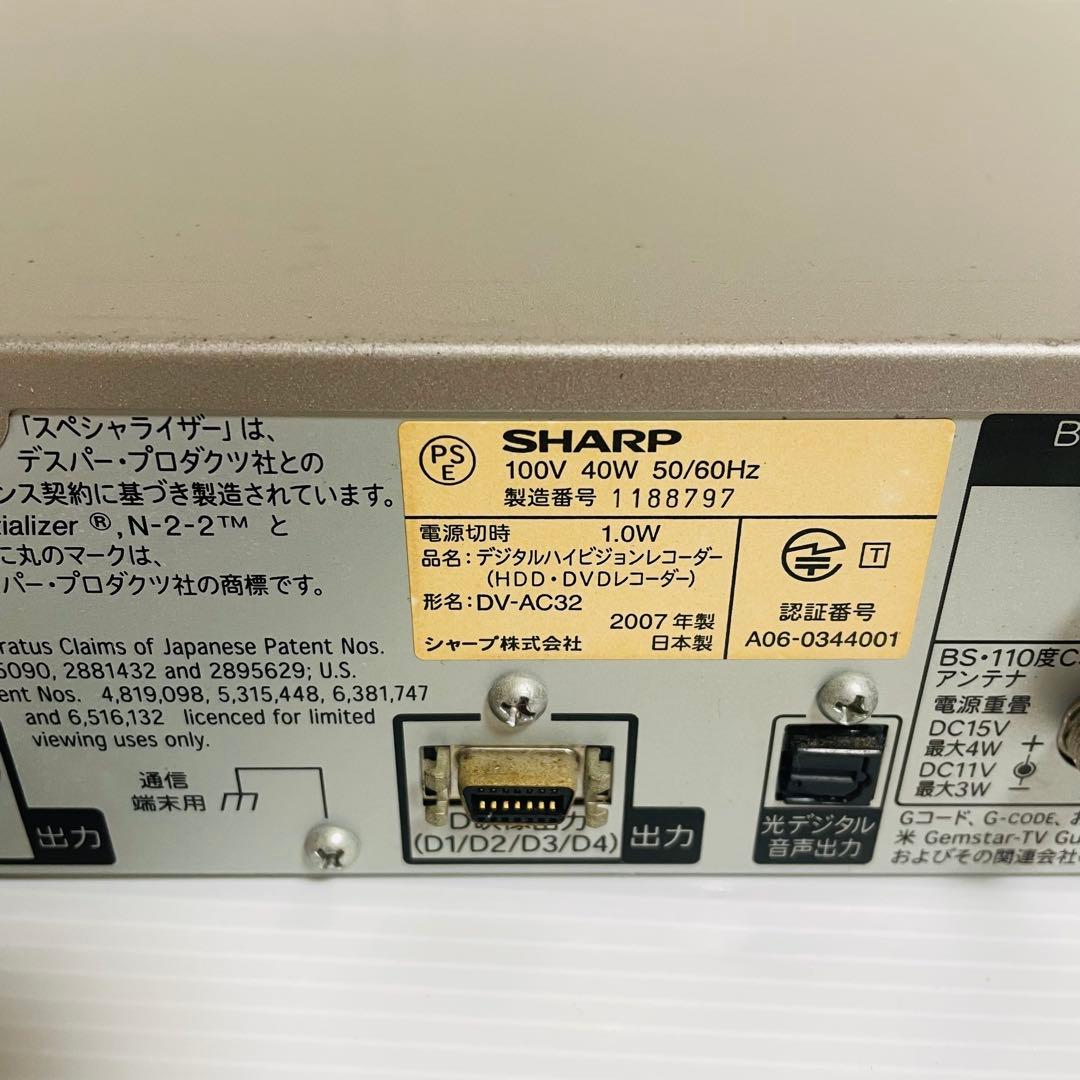 「スペシャライザー」は、
デスパー・プロダクツ社との
ンス契約に基づき製造されています。
ializer ®, N-2-2™ と
に丸のマークは、
パー・プロダクツ社の商標です。
ratus Claims of Japanese Patent Nos.
5090, 2881432 and 2895629; U.S.
ent Nos. 4,819,098, 5,315,448, 6,381,747
and 6,516,132 licenced for limited
viewing uses only.
通信
端末用
出力
PS
E
SHARP
100V 40W 50/60Hz
製造番号 1188797
電源切時 1.0W
品名:デジタルハイビジョンレコーダー
(HDD・DVDレコーダー)
形名:DV-AC32
2007年製
シャープ株式会社 日本製
T
認証番号
A06-0344001
D映像出力
(D1/D2/D3/D4)
出力
光デジタル
音声出力
B
BS・110度C
アンテナ
電源重畳
DC15V
最大4W +
DC11V
最大3W −
Gコード、G-CODE、お
米 Gemstar-TV Gu
およびその関連会社